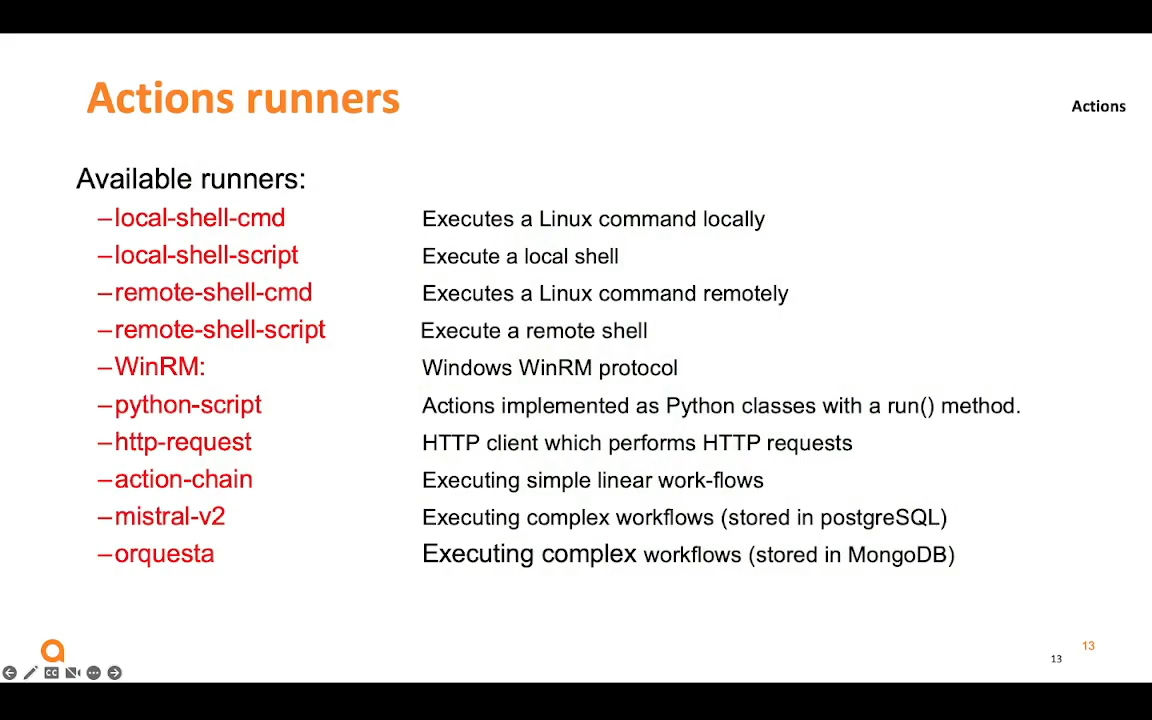 Actions runners
Actions
Available runners:
–local-shell-cmd Executes a Linux command locally
–local-shell-script Execute a local shell
–remote-shell-cmd Executes a Linux command remotely
–remote-shell-script Execute a remote shell
–WinRM: Windows WinRM protocol
–python-script Actions implemented as Python classes with a run() method.
–http-request HTTP client which performs HTTP requests
–action-chain Executing simple linear work-flows
–mistral-v2 Executing complex workflows (stored in postgreSQL)
–orquesta Executing complex workflows (stored in MongoDB)
13
13
CC